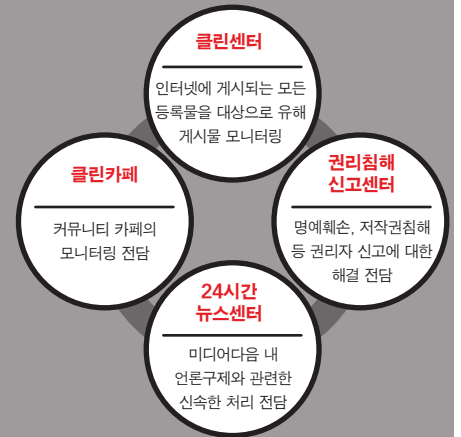 클린센터
인터넷에 게시되는 모든
등록물을 대상으로 유해
게시물 모니터링
클린카페
커뮤니티 카페의
모니터링 전담
권리침해
신고센터
명예훼손, 저작권침해
등 권리자 신고에 대한
해결 전담
24시간
뉴스센터
미디어다음 내
언론구제와 관련한
신속한 처리 전담